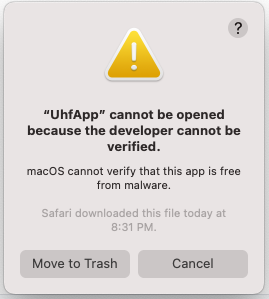 ?
“UhfApp” cannot be opened
because the developer cannot be
verified.
macOS cannot verify that this app is free
from malware.
Safari downloaded this file today at
8:31 PM.
Move to Trash
Cancel